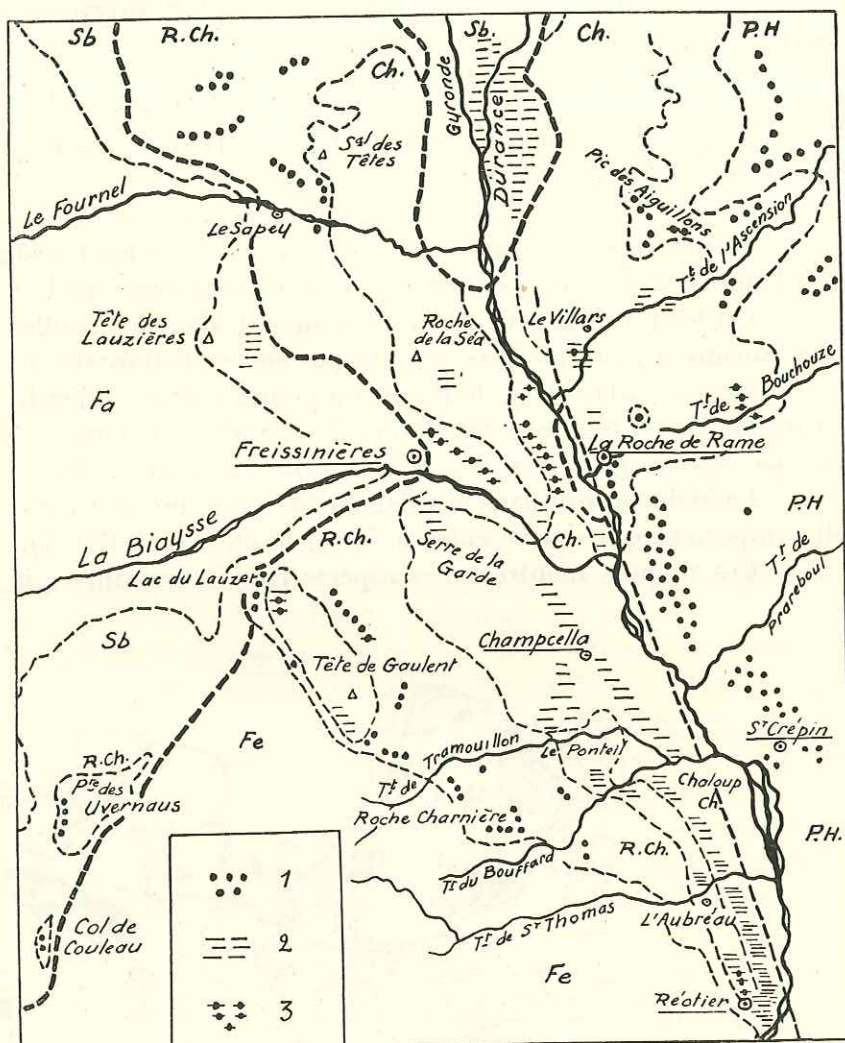 Sb
R.Ch.
Ch.
Gyronde
Sb.
Durance
Ch.
P.H
Sgl des
Têtes
Pic des Aiguillons
Le Fournel
Le Sapey
Tt de l'Ascension
Tête des
Lauzières
Roche
de la Séa
Le Villars
Tt de Bouchouze
Fa
Freissinières
La Roche de Rame
P.H
La Biaysse
R.Ch.
Serre de la
Garde
Ch.
Tt de
Prareboul
Lac du Lauzet
Sb
Champcella
Tête de Gaulent
Fe
St Crépin
R.Ch.
Pre des
Uvernaus
Tt de Tramouillon
Le Ponteil
Chaloup
Ch.
Roche Charnière
P.H.
R.Ch.
1
Tt du Bouffard
Col de
Couleau
2
Tt de St Thomas
L'Aubréau
Fe
3
Réotier